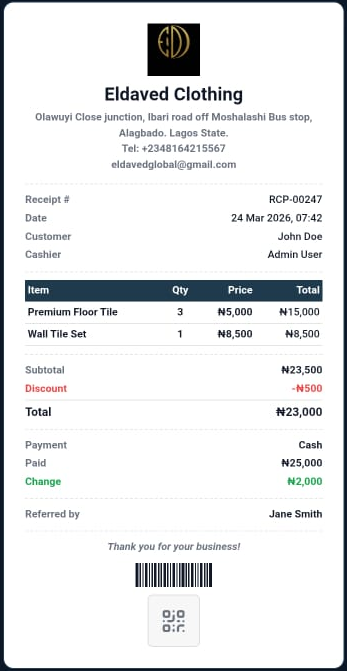 Eldaved Clothing
Olawuyi Close junction, Ibari road off Moshalashi Bus stop,
Alagbado. Lagos State.
Tel: +2348164215567
eldavedglobal@gmail.com
Receipt # RCP-00247
Date 24 Mar 2026, 07:42
Customer John Doe
Cashier Admin User
Item Qty Price Total
Premium Floor Tile 3 ₦5,000 ₦15,000
Wall Tile Set 1 ₦8,500 ₦8,500
Subtotal ₦23,500
Discount -₦500
Total ₦23,000
Payment Cash
Paid ₦25,000
Change ₦2,000
Referred by Jane Smith
Thank you for your business!